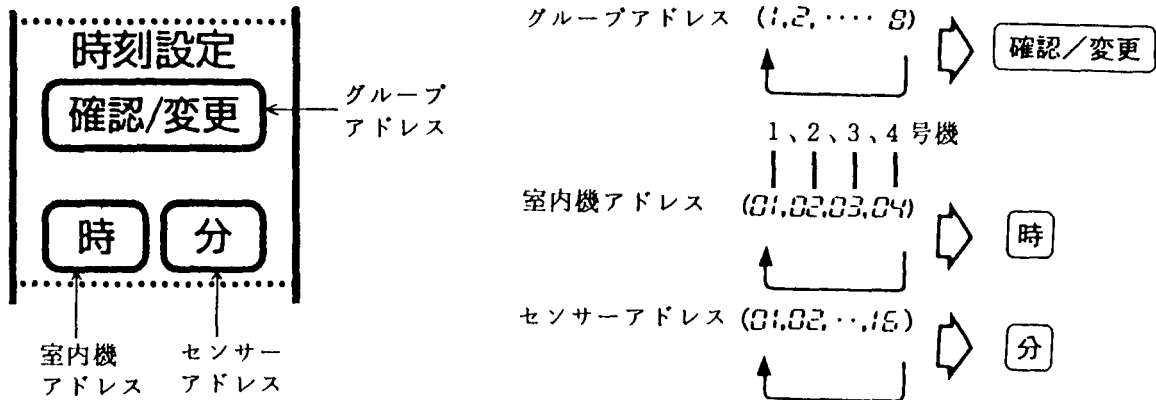 時刻設定
確認/変更
グループ
アドレス
時
分
室内機
アドレス
センサー
アドレス
グループアドレス (1,2,‥‥ 8)
確認/変更
1、2、3、4 号機
室内機アドレス (01,02,03,04)
時
センサーアドレス (01,02,‥,16)
分